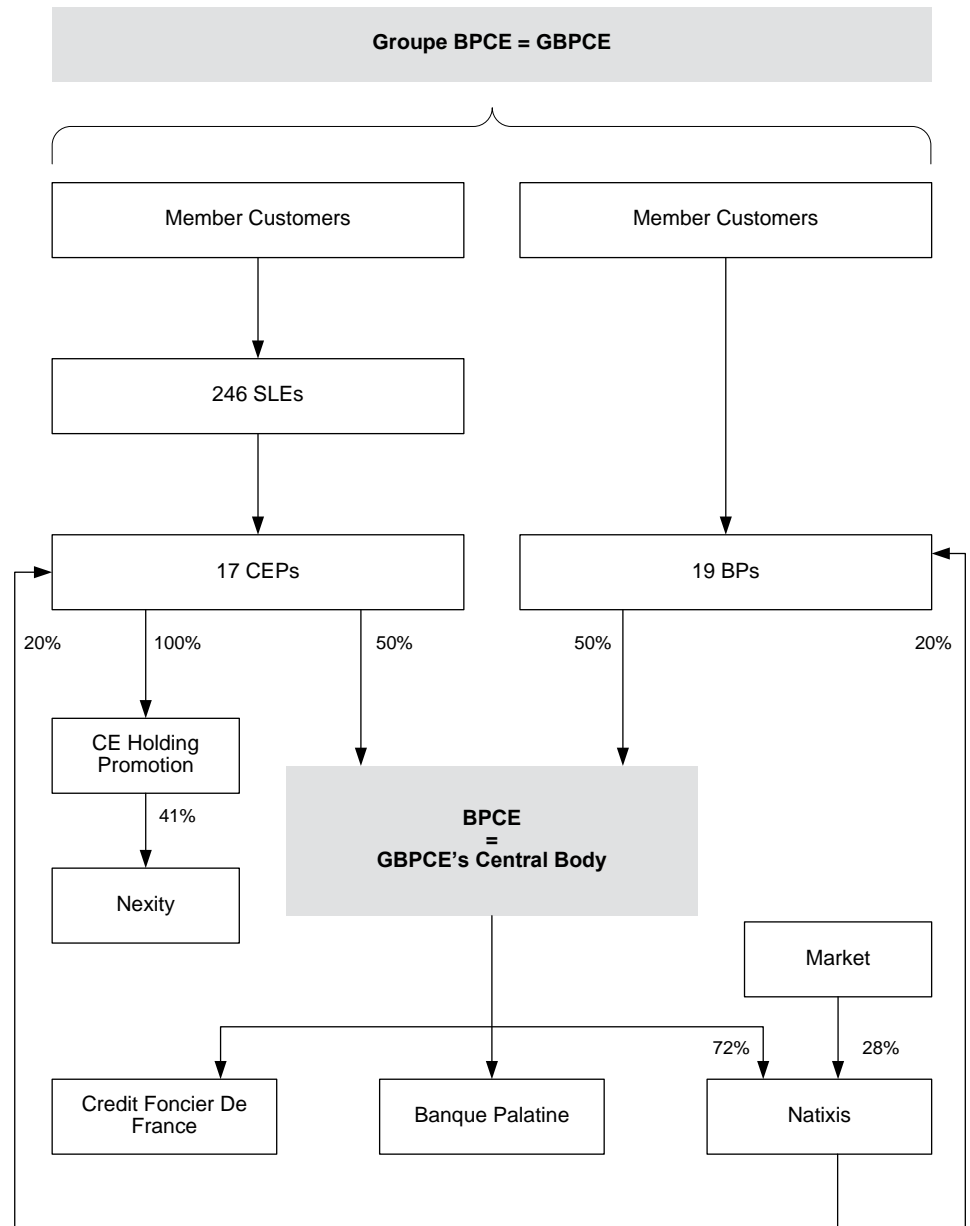 Groupe BPCE = GBPCE
Member Customers
Member Customers
246 SLEs
17 CEPs
19 BPs
20%
100%
50%
50%
20%
CE Holding
Promotion
41%
BPCE
=
GBPCE's Central Body
Nexity
Market
72%
28%
Credit Foncier De
France
Banque Palatine
Natixis